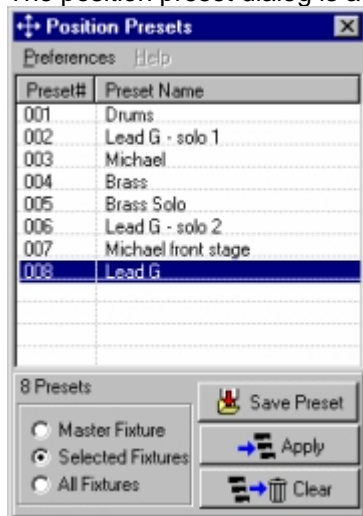 The position preset dialog is a
Position Presets
Preferences Help
Preset# Preset Name
001 Drums
002 Lead G - solo 1
003 Michael
004 Brass
005 Brass Solo
006 Lead G - solo 2
007 Michael front stage
008 Lead G
8 Presets
Save Preset
Master Fixture
Apply
Selected Fixtures
All Fixtures
Clear